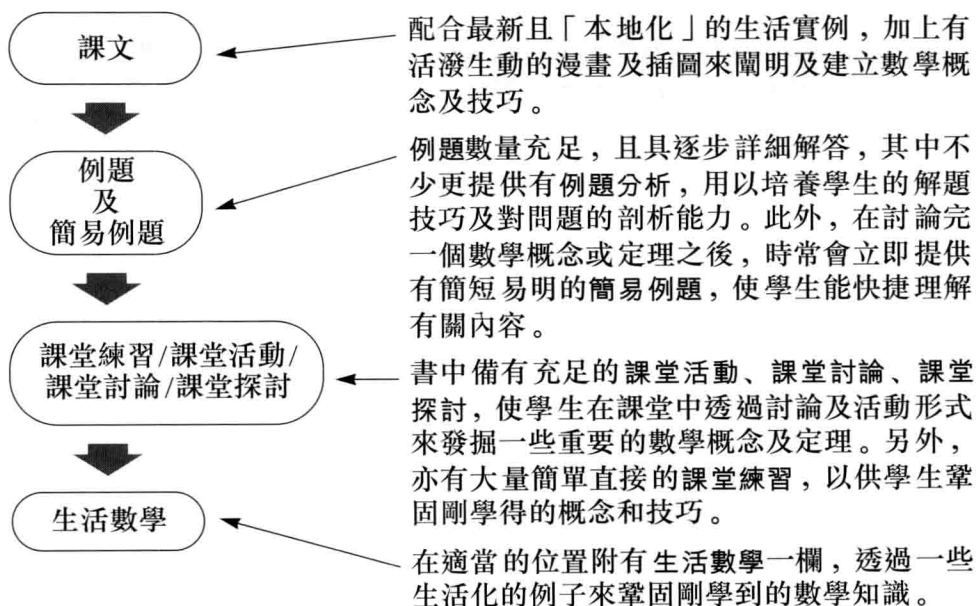 課文
配合最新且「本地化」的生活實例，加上有
活潑生動的漫畫及插圖來闡明及建立數學概
念及技巧。
例題
及
簡易例題
例題數量充足，且具逐步詳細解答，其中不
少更提供有例題分析，用以培養學生的解題
技巧及對問題的剖析能力。此外，在討論完
一個數學概念或定理之後，時常會立即提供
有簡短易明的簡易例題，使學生能快捷理解
有關內容。
課堂練習/課堂活動/
課堂討論/課堂探討
書中備有充足的課堂活動、課堂討論、課堂
探討，使學生在課堂中透過討論及活動形式
來發掘一些重要的數學概念及定理。另外，
亦有大量簡單直接的課堂練習，以供學生鞏
固剛學得的概念和技巧。
生活數學
在適當的位置附有生活數學一欄，透過一些
生活化的例子來鞏固剛學到的數學知識。